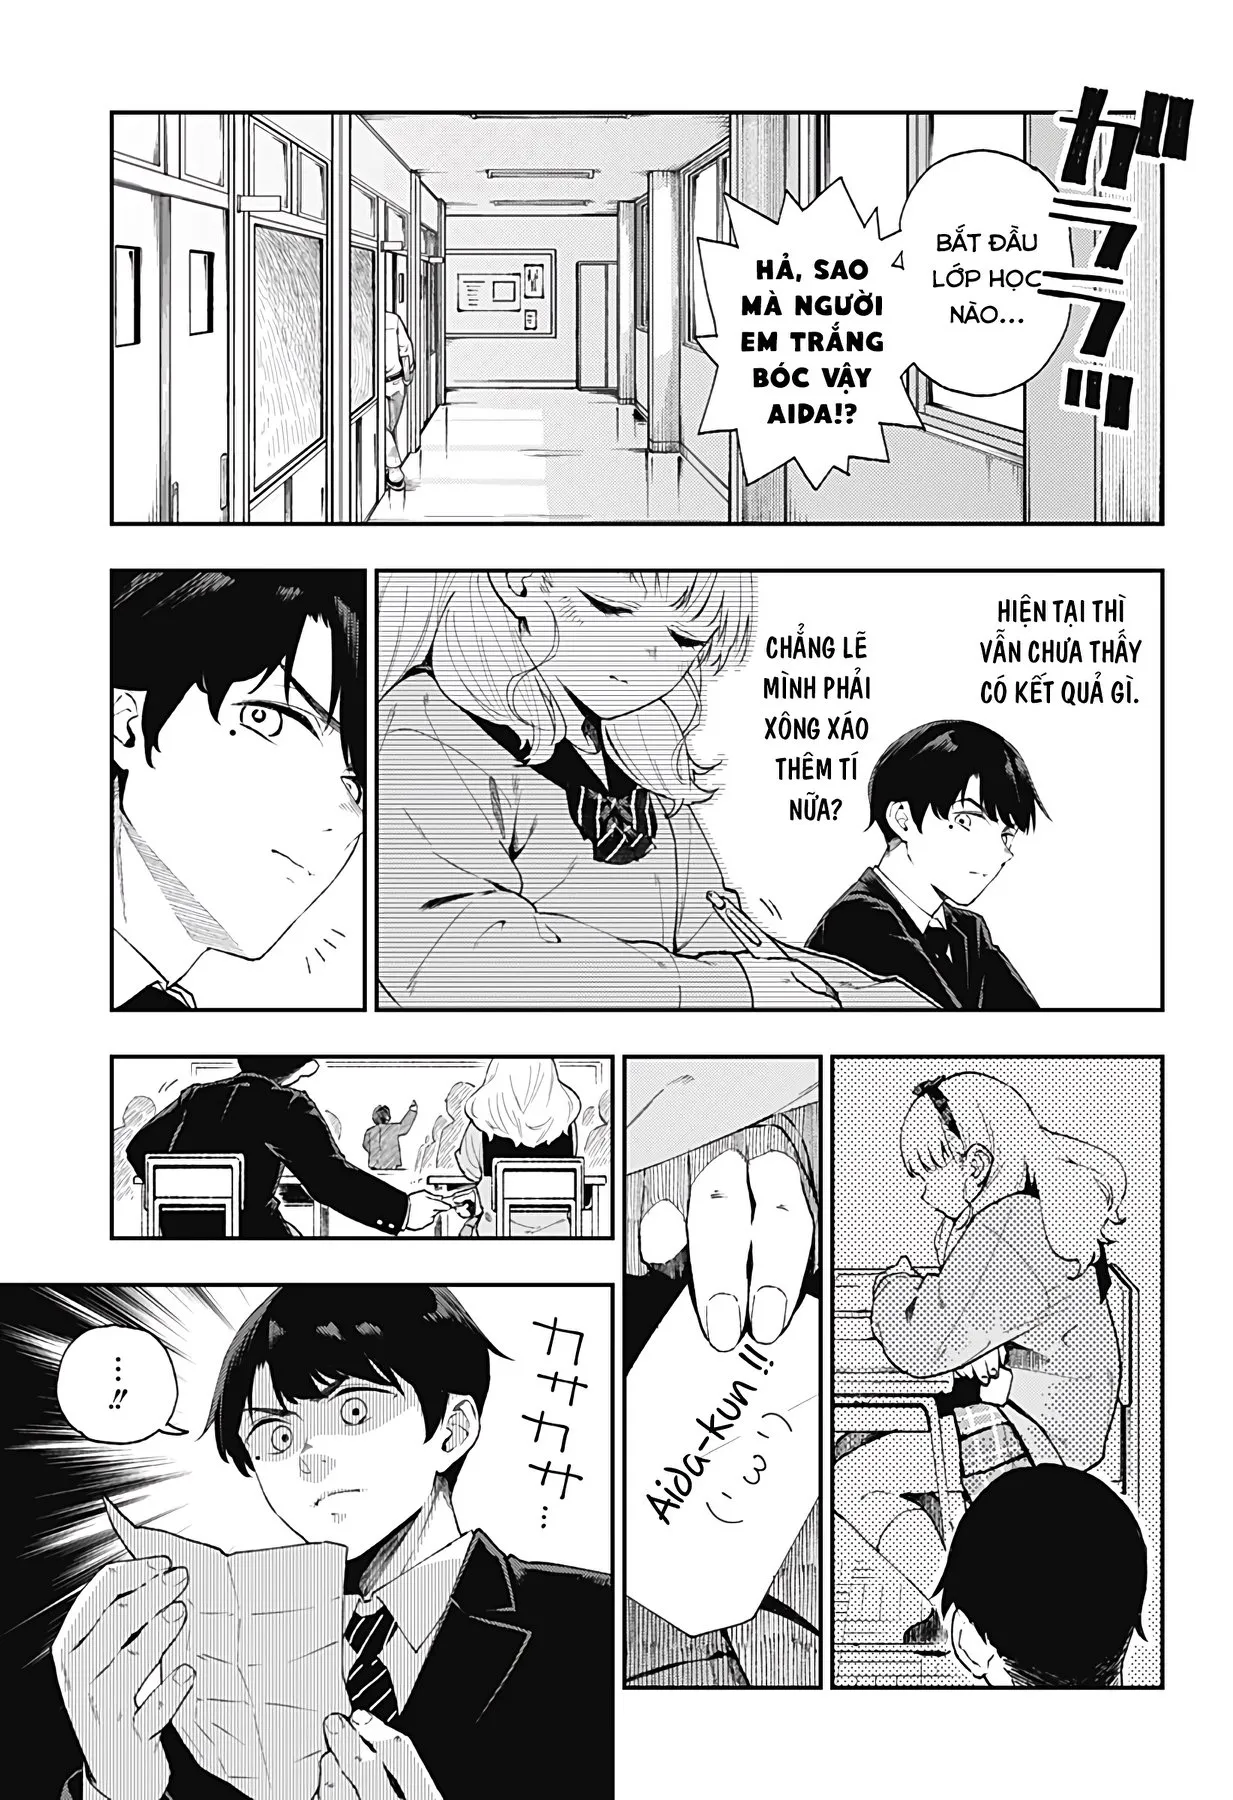 ガラララッ
BẮT ĐẦU
LỚP HỌC
NÀO...
HẢ, SAO
MÀ NGƯỜI
EM TRẮNG
BÓC VẬY
AIDA!?
HIỆN TẠI THÌ
VẪN CHƯA THẤY
CÓ KẾT QUẢ GÌ.
CHẲNG LẼ
MÌNH PHẢI
XÔNG XÁO
THÊM TÍ
NỮA?
Aida-kun!!
カサカサ...
...!!